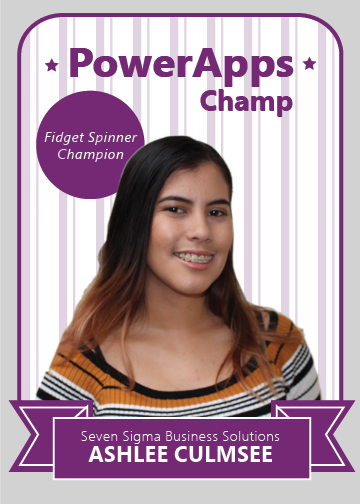 PowerApps
Champ
Fidget Spinner
Champion
Seven Sigma Business Solutions
ASHLEE CULMSEE